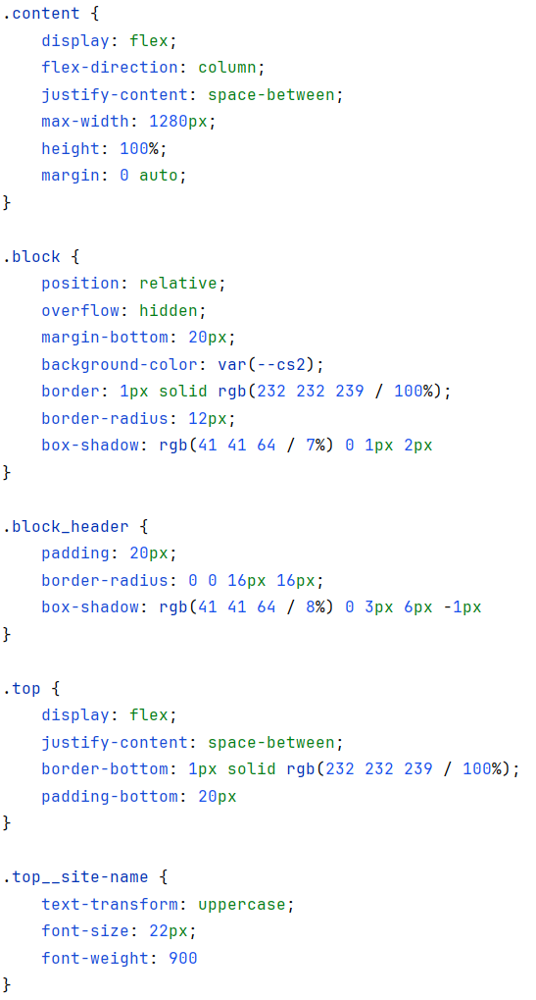 .content {
    display: flex;
    flex-direction: column;
    justify-content: space-between;
    max-width: 1280px;
    height: 100%;
    margin: 0 auto;
}

.block {
    position: relative;
    overflow: hidden;
    margin-bottom: 20px;
    background-color: var(--cs2);
    border: 1px solid rgb(232 232 239 / 100%);
    border-radius: 12px;
    box-shadow: rgb(41 41 64 / 7%) 0 1px 2px
}

.block_header {
    padding: 20px;
    border-radius: 0 0 16px 16px;
    box-shadow: rgb(41 41 64 / 8%) 0 3px 6px -1px
}

.top {
    display: flex;
    justify-content: space-between;
    border-bottom: 1px solid rgb(232 232 239 / 100%);
    padding-bottom: 20px
}

.top__site-name {
    text-transform: uppercase;
    font-size: 22px;
    font-weight: 900
}